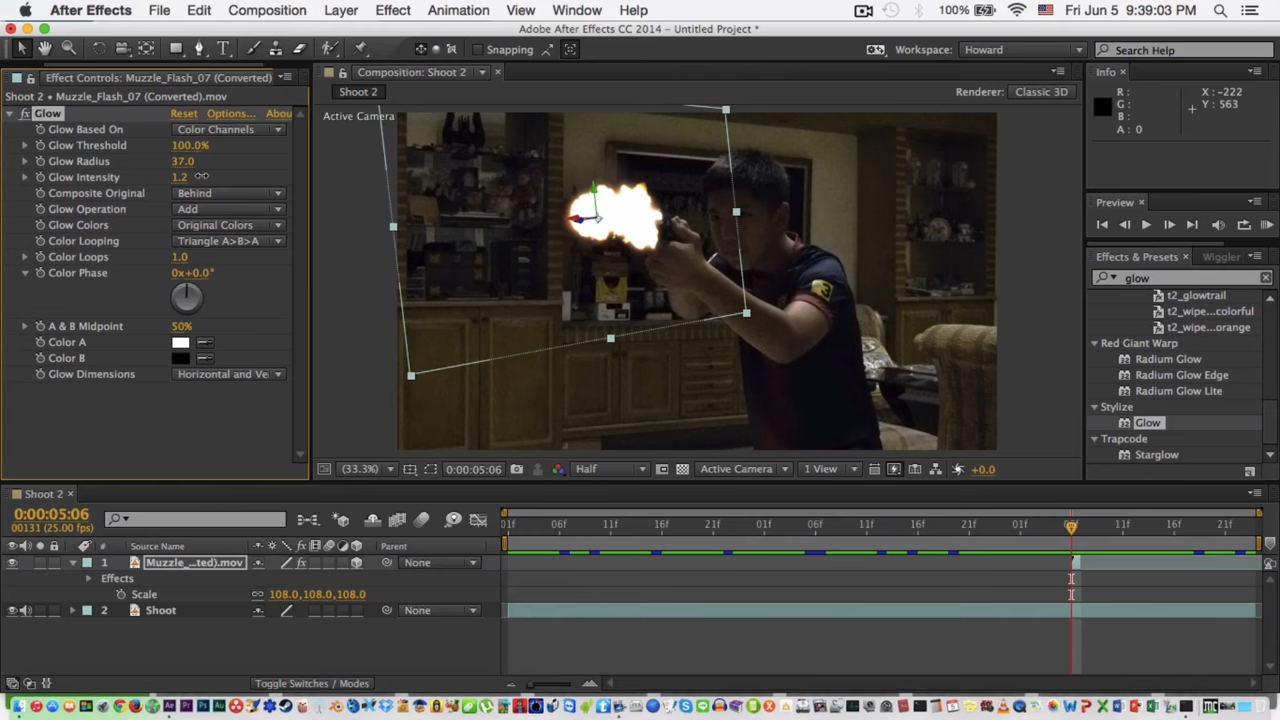 After Effects File Edit Composition Layer Effect Animation View Window Help 100% Fri Jun 5 9:39:03 PM
Adobe After Effects CC 2014 – Untitled Project *
Snapping Workspace: Howard Search Help
Effect Controls: Muzzle_Flash_07 (Converted)
Shoot 2 • Muzzle_Flash_07 (Converted).mov
fx Glow Reset Options... Abou
Glow Based On Color Channels
Glow Threshold 100.0%
Glow Radius 37.0
Glow Intensity 1.2
Composite Original Behind
Glow Operation Add
Glow Colors Original Colors
Color Looping Triangle A>B>A
Color Loops 1.0
Color Phase 0x+0.0°
A & B Midpoint 50%
Color A
Color B
Glow Dimensions Horizontal and Ve
Composition: Shoot 2
Shoot 2 Renderer: Classic 3D
Active Camera
3
(33.3%) 0:00:05:06 Half Active Camera 1 View +0.0
Info
R: X: -222
G: Y: 563
B:
A: 0
Preview
Effects & Presets Wiggler
glow
t2_glowtrail
t2_wipe...colorful
t2_wipe...orange
Red Giant Warp
Radium Glow
Radium Glow Edge
Radium Glow Lite
Stylize
Glow
Trapcode
Starglow
Shoot 2
0:00:05:06
00131 (25.00 fps)
01f 06f 11f 16f 21f 01f 06f 11f 16f 21f 01f 11f 16f 21f
# Source Name Parent
1 Muzzle_...ted).mov None
Effects
Scale 108.0,108.0,108.0%
2 Shoot None
Toggle Switches / Modes